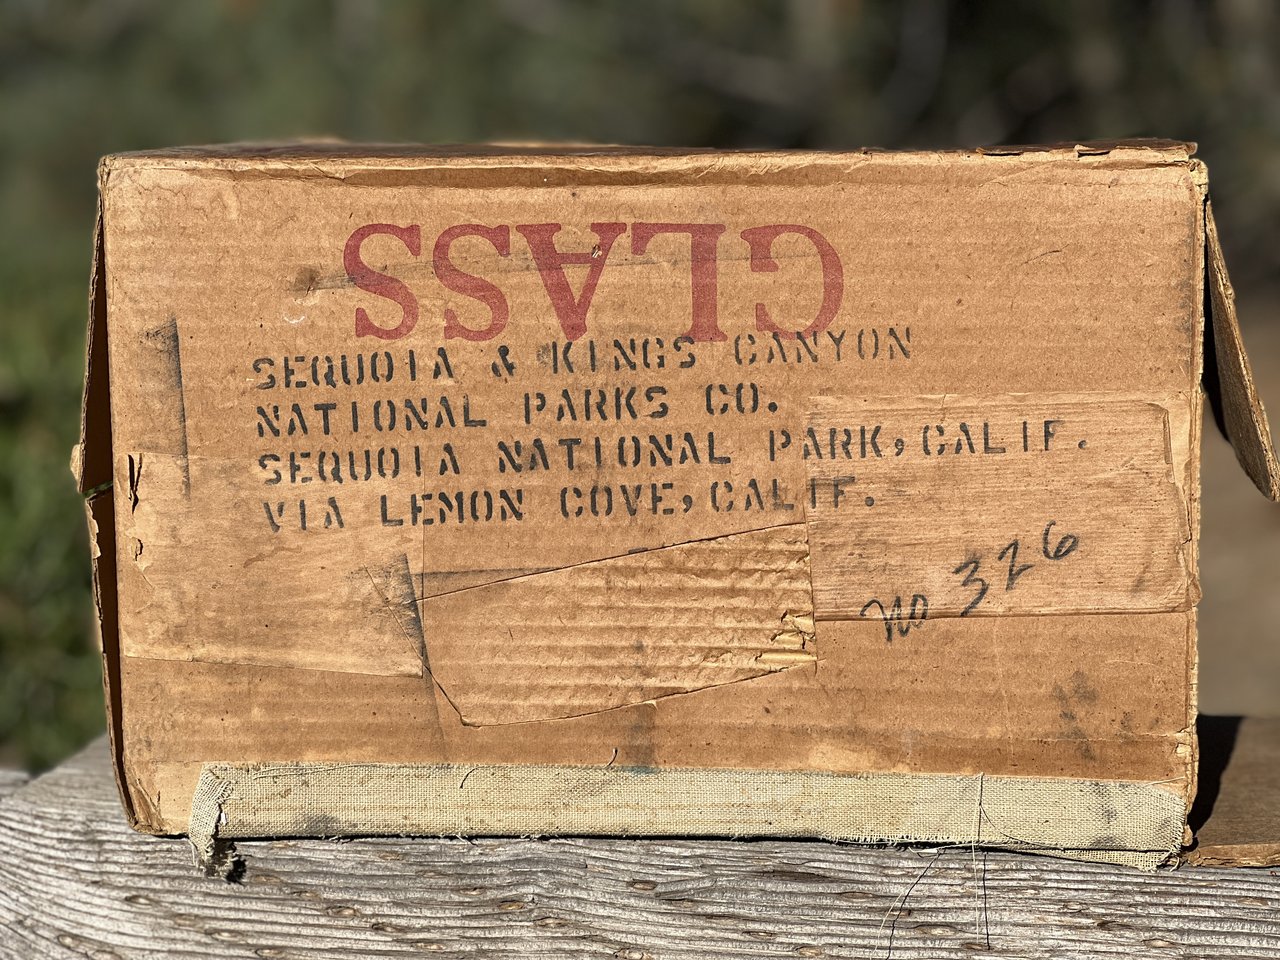 GLASS
SEQUOIA & KINGS CANYON
NATIONAL PARKS CO.
SEQUOIA NATIONAL PARK, CALIF.
VIA LEMON COVE, CALIF.
No 326